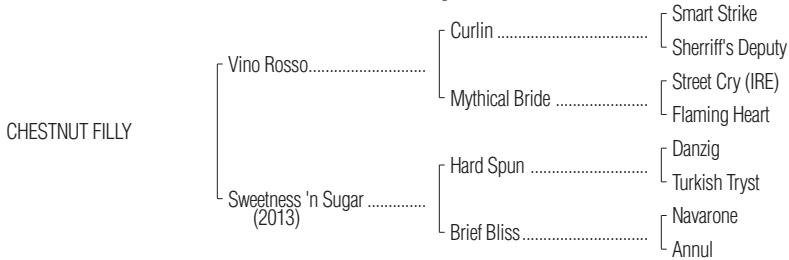 Smart Strike
Curlin ..................................
Sherriff's Deputy
Vino Rosso..........................
Street Cry (IRE)
Mythical Bride .....................
Flaming Heart
CHESTNUT FILLY
Danzig
Hard Spun ..........................
Turkish Tryst
Sweetness 'n Sugar .............
(2013)
Navarone
Brief Bliss............................
Annul